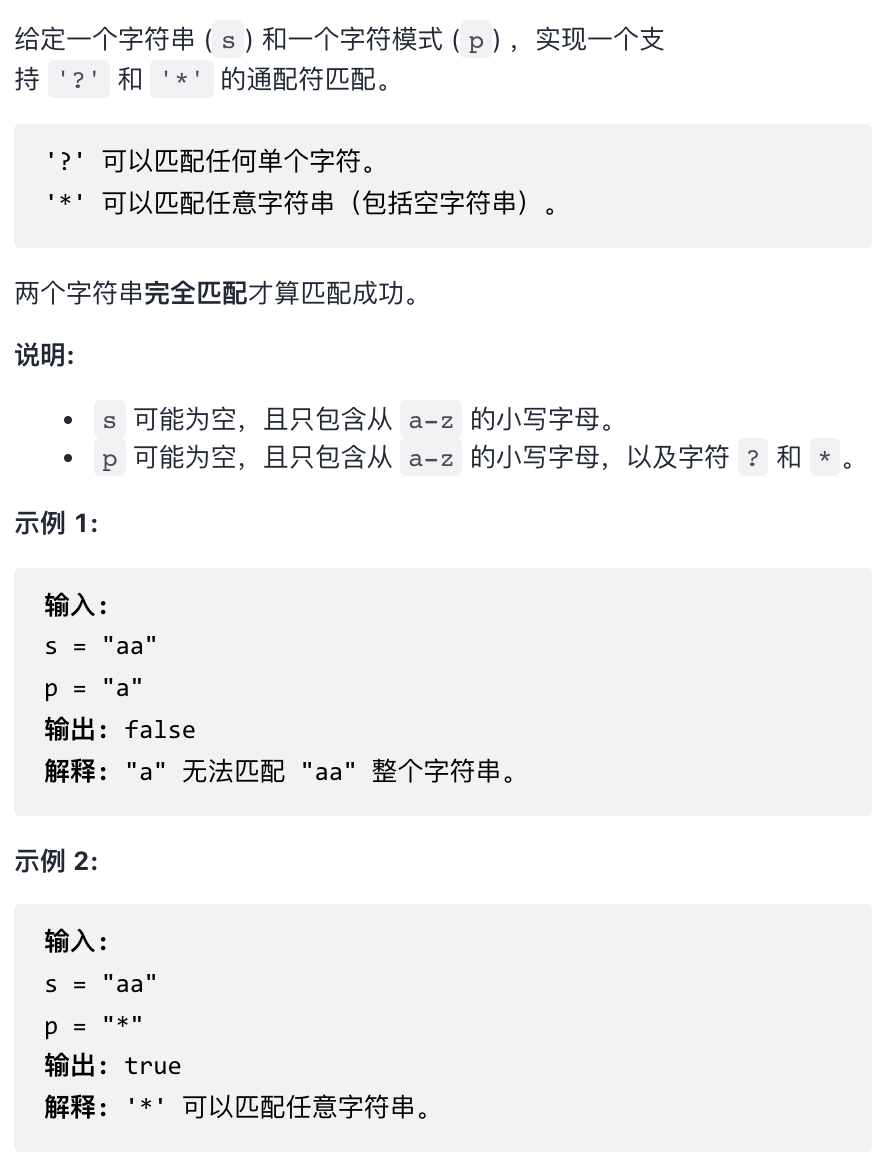 给定一个字符串 (s) 和一个字符模式 (p) ，实现一个支
持 '?' 和 '*' 的通配符匹配。
'?' 可以匹配任何单个字符。
'*' 可以匹配任意字符串（包括空字符串）。
两个字符串完全匹配才算匹配成功。
说明:
• s 可能为空，且只包含从 a-z 的小写字母。
• p 可能为空，且只包含从 a-z 的小写字母，以及字符 ? 和 *。
示例 1:
输入:
s = "aa"
p = "a"
输出: false
解释: "a" 无法匹配 "aa" 整个字符串。
示例 2:
输入:
s = "aa"
p = "*"
输出: true
解释: '*' 可以匹配任意字符串。